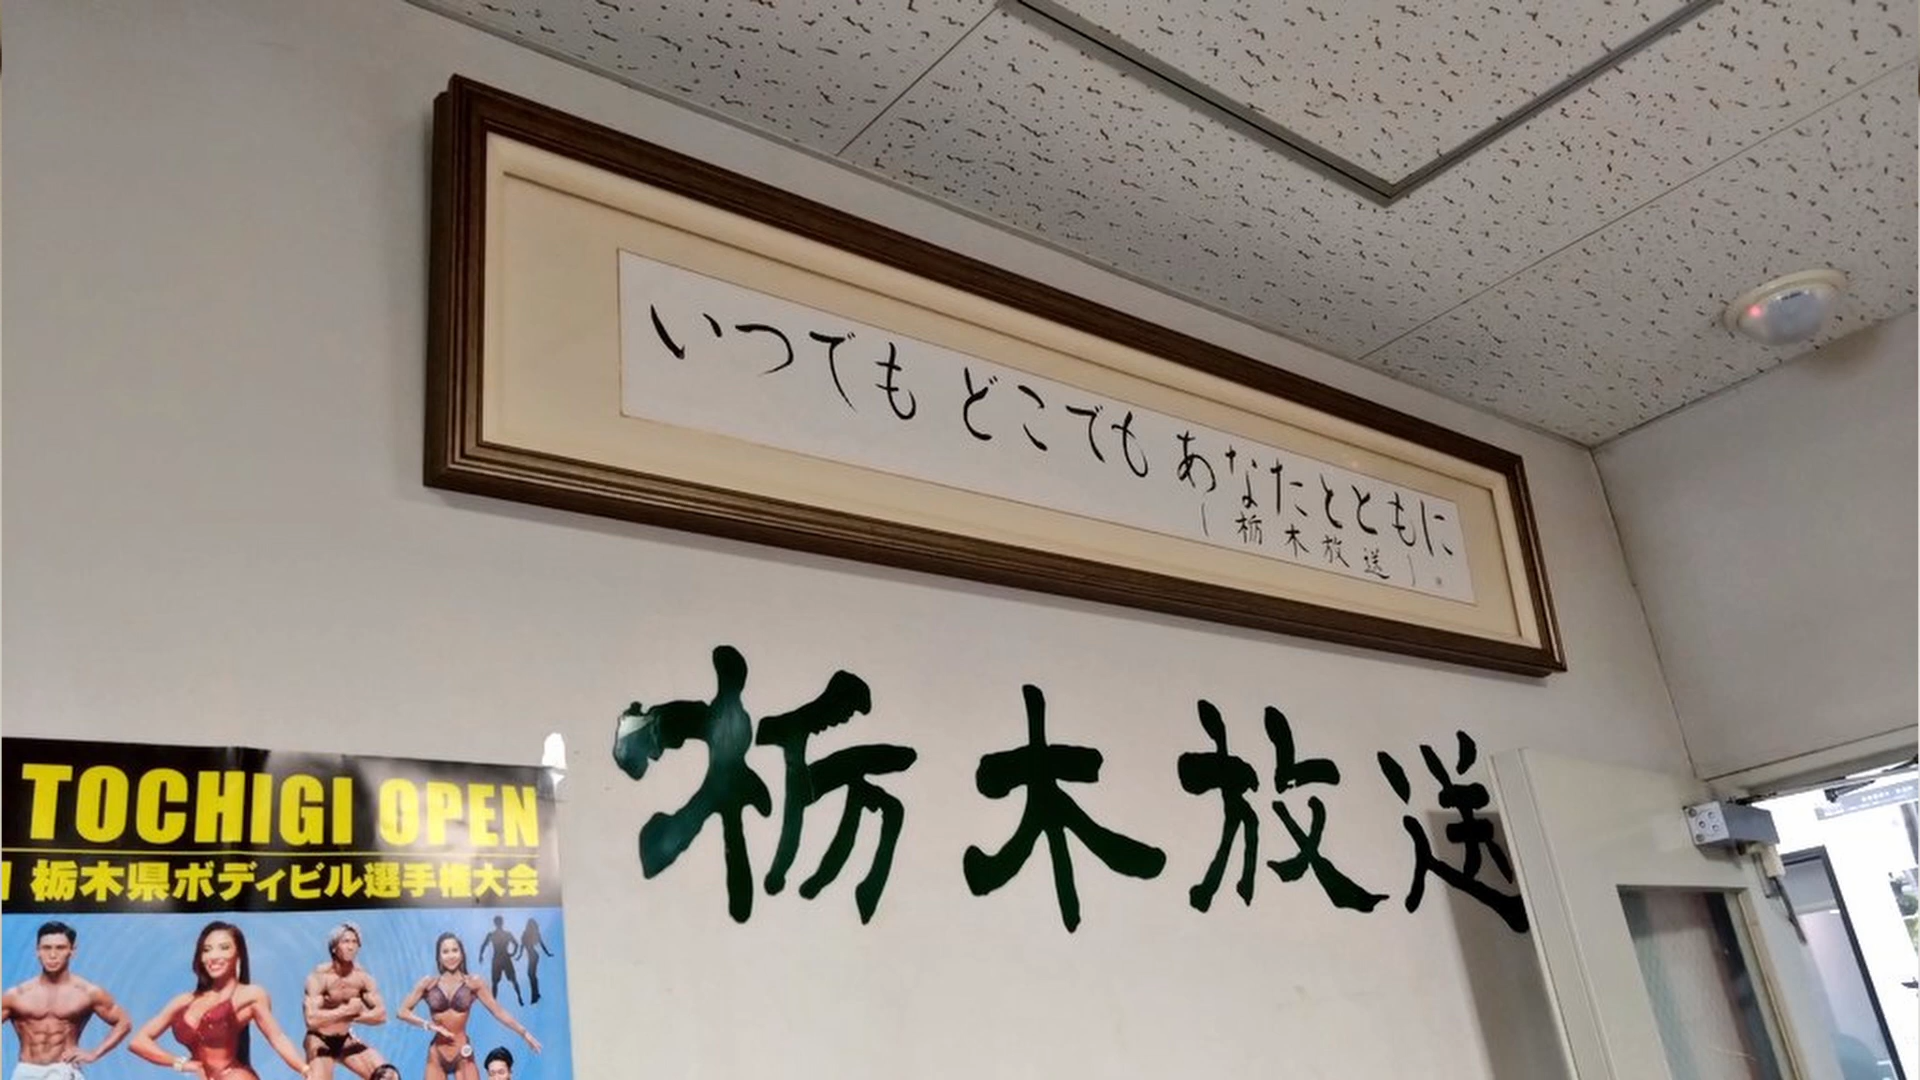 いつでも どこでも あなたとともに
（栃木放送）
栃木放送
TOCHIGI OPEN
栃木県ボディビル選手権大会